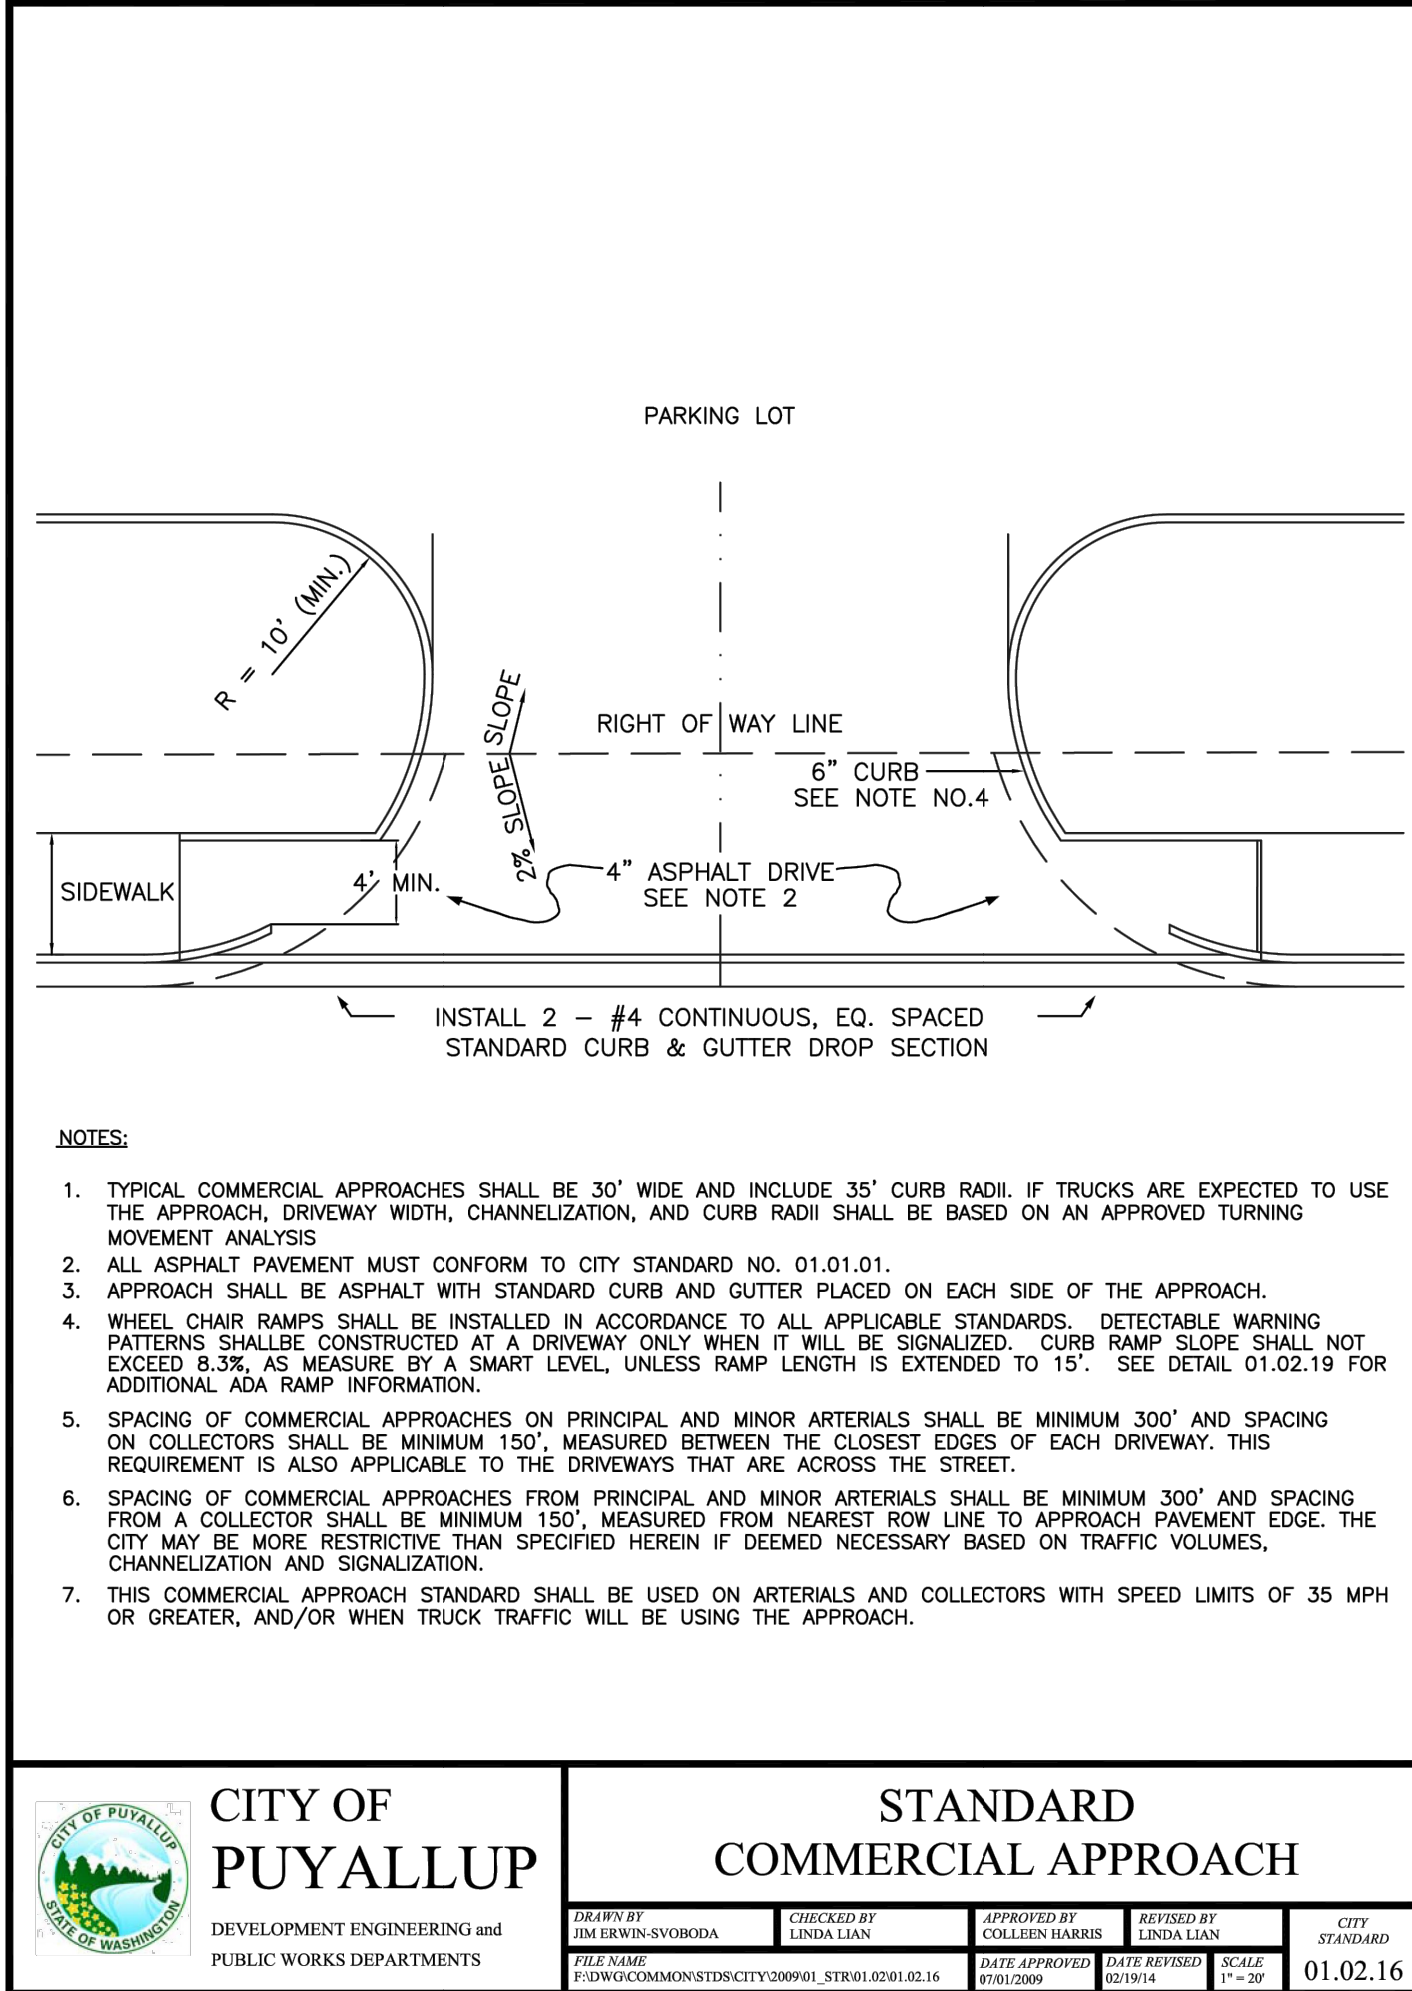 PARKING LOT
R = 10' (MIN.)
2% SLOPE SLOPE
RIGHT OF WAY LINE
6" CURB
SEE NOTE NO.4
SIDEWALK
4' MIN.
4" ASPHALT DRIVE
SEE NOTE 2
INSTALL 2 – #4 CONTINUOUS, EQ. SPACED
STANDARD CURB & GUTTER DROP SECTION
NOTES:
1. TYPICAL COMMERCIAL APPROACHES SHALL BE 30' WIDE AND INCLUDE 35' CURB RADII. IF TRUCKS ARE EXPECTED TO USE
THE APPROACH, DRIVEWAY WIDTH, CHANNELIZATION, AND CURB RADII SHALL BE BASED ON AN APPROVED TURNING
MOVEMENT ANALYSIS
2. ALL ASPHALT PAVEMENT MUST CONFORM TO CITY STANDARD NO. 01.01.01.
3. APPROACH SHALL BE ASPHALT WITH STANDARD CURB AND GUTTER PLACED ON EACH SIDE OF THE APPROACH.
4. WHEEL CHAIR RAMPS SHALL BE INSTALLED IN ACCORDANCE TO ALL APPLICABLE STANDARDS. DETECTABLE WARNING
PATTERNS SHALLBE CONSTRUCTED AT A DRIVEWAY ONLY WHEN IT WILL BE SIGNALIZED. CURB RAMP SLOPE SHALL NOT
EXCEED 8.3%, AS MEASURE BY A SMART LEVEL, UNLESS RAMP LENGTH IS EXTENDED TO 15'. SEE DETAIL 01.02.19 FOR
ADDITIONAL ADA RAMP INFORMATION.
5. SPACING OF COMMERCIAL APPROACHES ON PRINCIPAL AND MINOR ARTERIALS SHALL BE MINIMUM 300' AND SPACING
ON COLLECTORS SHALL BE MINIMUM 150', MEASURED BETWEEN THE CLOSEST EDGES OF EACH DRIVEWAY. THIS
REQUIREMENT IS ALSO APPLICABLE TO THE DRIVEWAYS THAT ARE ACROSS THE STREET.
6. SPACING OF COMMERCIAL APPROACHES FROM PRINCIPAL AND MINOR ARTERIALS SHALL BE MINIMUM 300' AND SPACING
FROM A COLLECTOR SHALL BE MINIMUM 150', MEASURED FROM NEAREST ROW LINE TO APPROACH PAVEMENT EDGE. THE
CITY MAY BE MORE RESTRICTIVE THAN SPECIFIED HEREIN IF DEEMED NECESSARY BASED ON TRAFFIC VOLUMES,
CHANNELIZATION AND SIGNALIZATION.
7. THIS COMMERCIAL APPROACH STANDARD SHALL BE USED ON ARTERIALS AND COLLECTORS WITH SPEED LIMITS OF 35 MPH
OR GREATER, AND/OR WHEN TRUCK TRAFFIC WILL BE USING THE APPROACH.
CITY OF PUYALLUP
STATE OF WASHINGTON
CITY OF
PUYALLUP
DEVELOPMENT ENGINEERING and
PUBLIC WORKS DEPARTMENTS
STANDARD
COMMERCIAL APPROACH
DRAWN BY
JIM ERWIN-SVOBODA
CHECKED BY
LINDA LIAN
APPROVED BY
COLLEEN HARRIS
REVISED BY
LINDA LIAN
CITY
STANDARD
01.02.16
FILE NAME
F:\DWG\COMMON\STDS\CITY\2009\01_STR\01.02\01.02.16
DATE APPROVED
07/01/2009
DATE REVISED
02/19/14
SCALE
1" = 20'